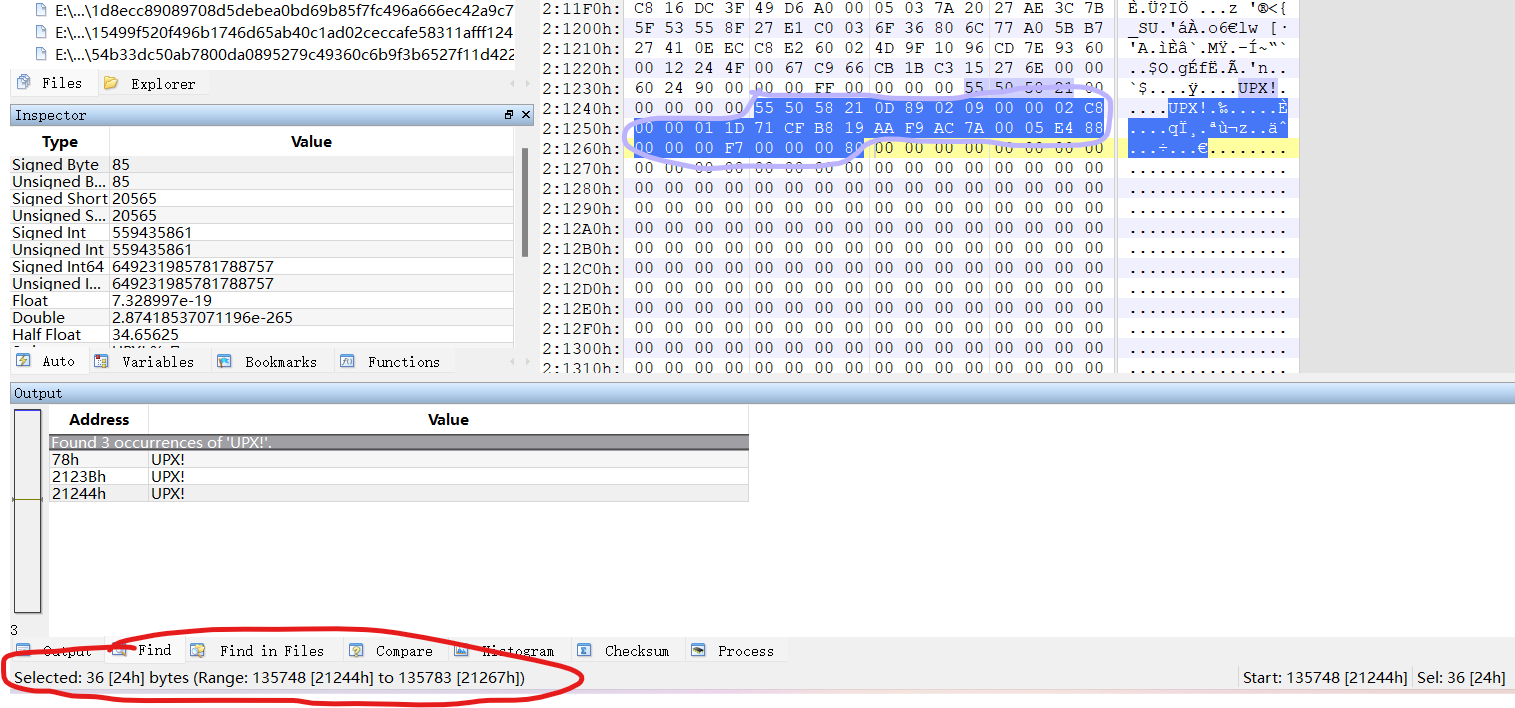 E:\...\1d8ecc89089708d5debea0bd69b85f7fc496a666ec42a9c7
E:\...\15499f520f496b1746d65ab40c1ad02ceccafe58311afff124
E:\...\54b33dc50ab7800da0895279c49360c6b9f3b6527f11d422
Files Explorer
Inspector
Type Value
Signed Byte 85
Unsigned B... 85
Signed Short 20565
Unsigned S... 20565
Signed Int 559435861
Unsigned Int 559435861
Signed Int64 649231985781788757
Unsigned I... 649231985781788757
Float 7.328997e-19
Double 2.87418537071196e-265
Half Float 34.65625
Auto Variables Bookmarks Functions
2:11F0h: C8 16 DC 3F 49 D6 A0 00 05 03 7A 20 27 AE 3C 7B È.Ü?IÖ ...z '®<{
2:1200h: 5F 53 55 8F 27 E1 C0 03 6F 36 80 6C 77 A0 5B B7 _SU.'áÀ.o6€lw [·
2:1210h: 27 41 0E EC C8 E2 60 02 4D 9F 10 96 CD 7E 93 60 'A.ìÈâ`.MŸ.–Í~“`
2:1220h: 00 12 24 4F 00 67 C9 66 CB 1B C3 15 27 6E 00 00 ..$O.gÉfË.Ã.'n..
2:1230h: 60 24 90 00 00 00 FF 00 00 00 00 55 50 58 21 00 `$....ÿ....UPX!.
2:1240h: 00 00 00 00 55 50 58 21 0D 89 02 09 00 00 02 C8 ....UPX!.‰.....È
2:1250h: 00 00 01 1D 71 CF B8 19 AA F9 AC 7A 00 05 E4 88 ....qÏ¸.ªù¬z..äˆ
2:1260h: 00 00 00 F7 00 00 00 80 00 00 00 00 00 00 00 00 ...÷...€........
2:1270h: 00 00 00 00 00 00 00 00 00 00 00 00 00 00 00 00 ................
2:1280h: 00 00 00 00 00 00 00 00 00 00 00 00 00 00 00 00 ................
2:1290h: 00 00 00 00 00 00 00 00 00 00 00 00 00 00 00 00 ................
2:12A0h: 00 00 00 00 00 00 00 00 00 00 00 00 00 00 00 00 ................
2:12B0h: 00 00 00 00 00 00 00 00 00 00 00 00 00 00 00 00 ................
2:12C0h: 00 00 00 00 00 00 00 00 00 00 00 00 00 00 00 00 ................
2:12D0h: 00 00 00 00 00 00 00 00 00 00 00 00 00 00 00 00 ................
2:12E0h: 00 00 00 00 00 00 00 00 00 00 00 00 00 00 00 00 ................
2:12F0h: 00 00 00 00 00 00 00 00 00 00 00 00 00 00 00 00 ................
2:1300h: 00 00 00 00 00 00 00 00 00 00 00 00 00 00 00 00 ................
2:1310h: 00 00 00 00 00 00 00 00 00 00 00 00 00 00 00 00 ................
Output
Address Value
Found 3 occurrences of 'UPX!'.
78h UPX!
2123Bh UPX!
21244h UPX!
3
Output Find Find in Files Compare Histogram Checksum Process
Selected: 36 [24h] bytes (Range: 135748 [21244h] to 135783 [21267h]) Start: 135748 [21244h] Sel: 36 [24h]